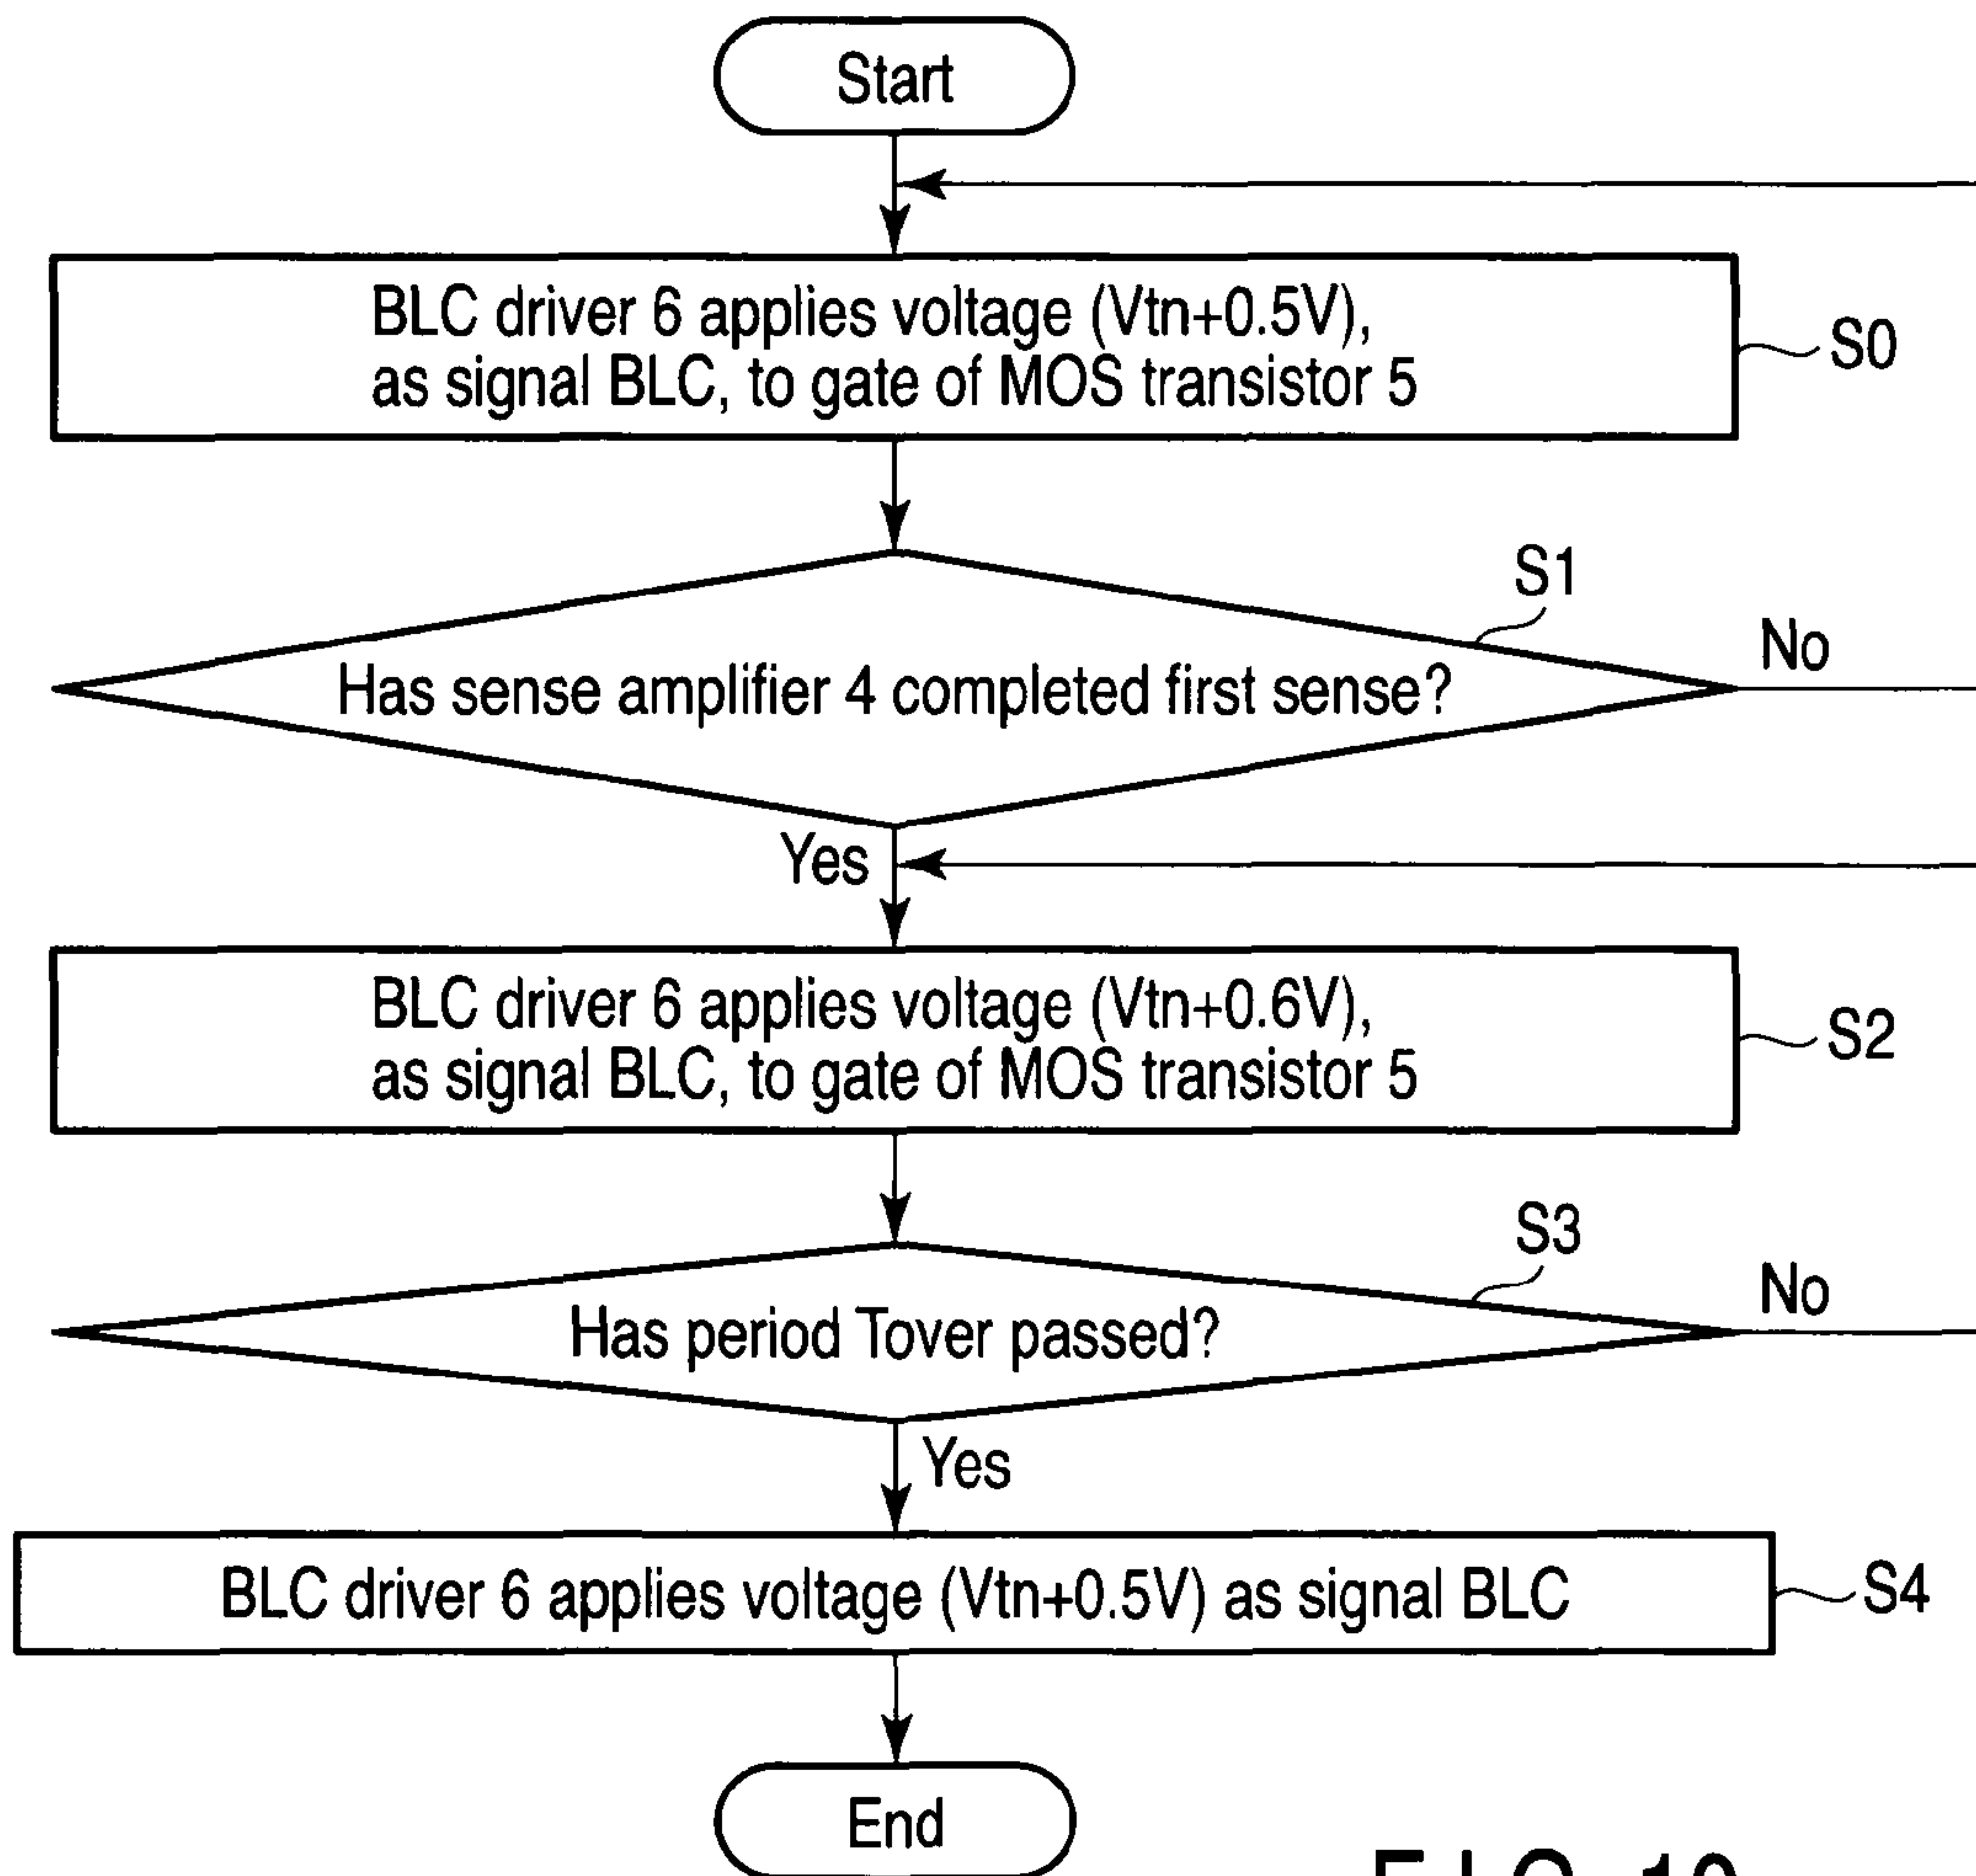 Start
BLC driver 6 applies voltage (Vtn+0.5V),
as signal BLC, to gate of MOS transistor 5
S0
S1
Has sense amplifier 4 completed first sense?
No
Yes
BLC driver 6 applies voltage (Vtn+0.6V),
as signal BLC, to gate of MOS transistor 5
S2
S3
Has period Tover passed?
No
Yes
BLC driver 6 applies voltage (Vtn+0.5V) as signal BLC
S4
End